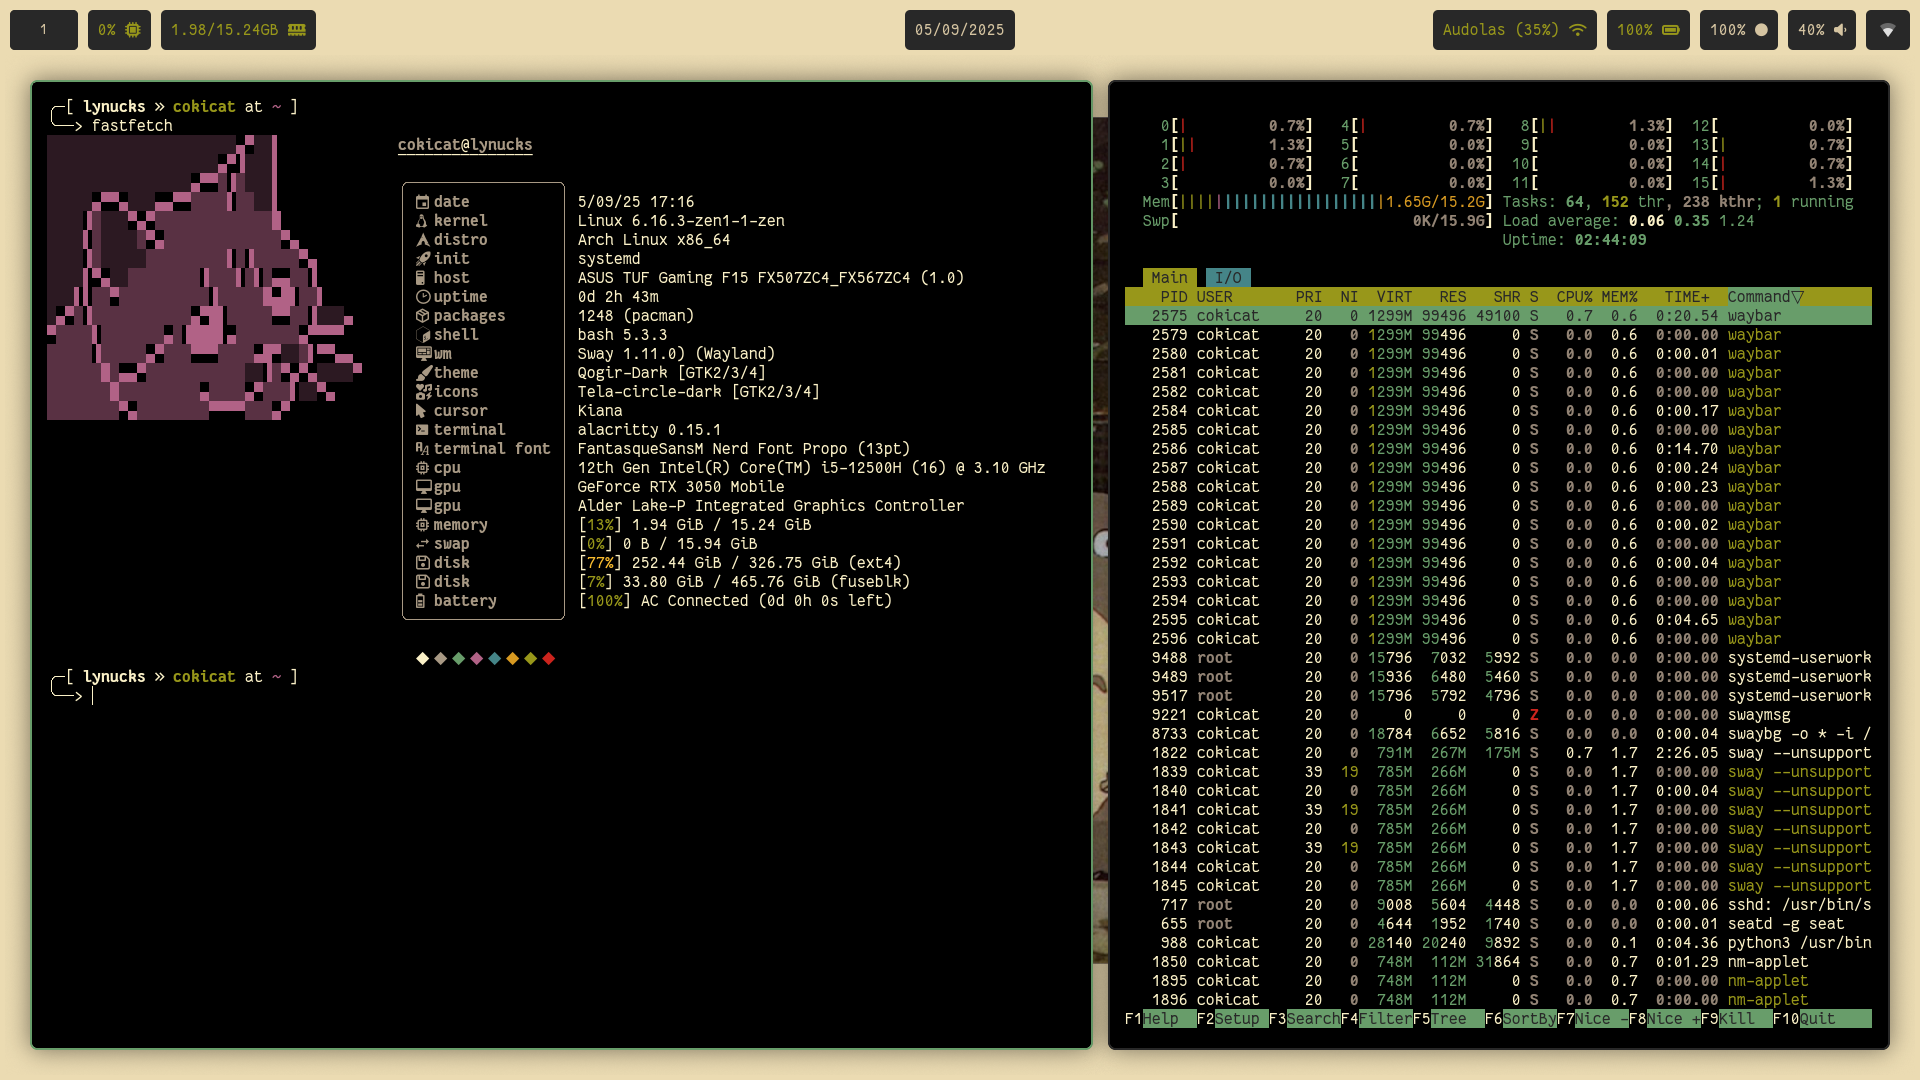 1
0%
1.98/15.24GB
05/09/2025
Audolas (35%)
100%
100%
40%
[ lynucks » cokicat at ~ ]
> fastfetch
cokicat@lynucks
date 5/09/25 17:16
kernel Linux 6.16.3-zen1-1-zen
distro Arch Linux x86_64
init systemd
host ASUS TUF Gaming F15 FX507ZC4_FX567ZC4 (1.0)
uptime 0d 2h 43m
packages 1248 (pacman)
shell bash 5.3.3
wm Sway 1.11.0) (Wayland)
theme Qogir-Dark [GTK2/3/4]
icons Tela-circle-dark [GTK2/3/4]
cursor Kiana
terminal alacritty 0.15.1
terminal font FantasqueSansM Nerd Font Propo (13pt)
cpu 12th Gen Intel(R) Core(TM) i5-12500H (16) @ 3.10 GHz
gpu GeForce RTX 3050 Mobile
gpu Alder Lake-P Integrated Graphics Controller
memory [13%] 1.94 GiB / 15.24 GiB
swap [0%] 0 B / 15.94 GiB
disk [77%] 252.44 GiB / 326.75 GiB (ext4)
disk [7%] 33.80 GiB / 465.76 GiB (fuseblk)
battery [100%] AC Connected (0d 0h 0s left)
[ lynucks » cokicat at ~ ]
>
0[| 0.7%] 4[| 0.7%] 8[|| 1.3%] 12[ 0.0%]
1[|| 1.3%] 5[ 0.0%] 9[ 0.0%] 13[| 0.7%]
2[| 0.7%] 6[ 0.0%] 10[ 0.0%] 14[| 0.7%]
3[ 0.0%] 7[ 0.0%] 11[ 0.0%] 15[| 1.3%]
Mem[|||||||||||||||||||||||1.65G/15.2G] Tasks: 64, 152 thr, 238 kthr; 1 running
Swp[ 0K/15.9G] Load average: 0.06 0.35 1.24
Uptime: 02:44:09
Main I/O
PID USER PRI NI VIRT RES SHR S CPU% MEM% TIME+ Command▽
2575 cokicat 20 0 1299M 99496 49100 S 0.7 0.6 0:20.54 waybar
2579 cokicat 20 0 1299M 99496 0 S 0.0 0.6 0:00.00 waybar
2580 cokicat 20 0 1299M 99496 0 S 0.0 0.6 0:00.01 waybar
2581 cokicat 20 0 1299M 99496 0 S 0.0 0.6 0:00.00 waybar
2582 cokicat 20 0 1299M 99496 0 S 0.0 0.6 0:00.00 waybar
2584 cokicat 20 0 1299M 99496 0 S 0.0 0.6 0:00.17 waybar
2585 cokicat 20 0 1299M 99496 0 S 0.0 0.6 0:00.00 waybar
2586 cokicat 20 0 1299M 99496 0 S 0.0 0.6 0:14.70 waybar
2587 cokicat 20 0 1299M 99496 0 S 0.0 0.6 0:00.24 waybar
2588 cokicat 20 0 1299M 99496 0 S 0.0 0.6 0:00.23 waybar
2589 cokicat 20 0 1299M 99496 0 S 0.0 0.6 0:00.00 waybar
2590 cokicat 20 0 1299M 99496 0 S 0.0 0.6 0:00.02 waybar
2591 cokicat 20 0 1299M 99496 0 S 0.0 0.6 0:00.00 waybar
2592 cokicat 20 0 1299M 99496 0 S 0.0 0.6 0:00.04 waybar
2593 cokicat 20 0 1299M 99496 0 S 0.0 0.6 0:00.00 waybar
2594 cokicat 20 0 1299M 99496 0 S 0.0 0.6 0:00.00 waybar
2595 cokicat 20 0 1299M 99496 0 S 0.0 0.6 0:04.65 waybar
2596 cokicat 20 0 1299M 99496 0 S 0.0 0.6 0:00.00 waybar
9488 root 20 0 15796 7032 5992 S 0.0 0.0 0:00.00 systemd-userwork
9489 root 20 0 15936 6480 5460 S 0.0 0.0 0:00.00 systemd-userwork
9517 root 20 0 15796 5792 4796 S 0.0 0.0 0:00.00 systemd-userwork
9221 cokicat 20 0 0 0 0 Z 0.0 0.0 0:00.00 swaymsg
8733 cokicat 20 0 18784 6652 5816 S 0.0 0.0 0:00.04 swaybg -o * -i /
1822 cokicat 20 0 791M 267M 175M S 0.7 1.7 2:26.05 sway --unsupport
1839 cokicat 39 19 785M 266M 0 S 0.0 1.7 0:00.00 sway --unsupport
1840 cokicat 20 0 785M 266M 0 S 0.0 1.7 0:00.04 sway --unsupport
1841 cokicat 39 19 785M 266M 0 S 0.0 1.7 0:00.00 sway --unsupport
1842 cokicat 20 0 785M 266M 0 S 0.0 1.7 0:00.00 sway --unsupport
1843 cokicat 39 19 785M 266M 0 S 0.0 1.7 0:00.00 sway --unsupport
1844 cokicat 20 0 785M 266M 0 S 0.0 1.7 0:00.00 sway --unsupport
1845 cokicat 20 0 785M 266M 0 S 0.0 1.7 0:00.00 sway --unsupport
717 root 20 0 9008 5604 4448 S 0.0 0.0 0:00.06 sshd: /usr/bin/s
655 root 20 0 4644 1952 1740 S 0.0 0.0 0:00.01 seatd -g seat
988 cokicat 20 0 28140 20240 9892 S 0.0 0.1 0:04.36 python3 /usr/bin
1850 cokicat 20 0 748M 112M 31864 S 0.0 0.7 0:01.29 nm-applet
1895 cokicat 20 0 748M 112M 0 S 0.0 0.7 0:00.00 nm-applet
1896 cokicat 20 0 748M 112M 0 S 0.0 0.7 0:00.00 nm-applet
F1Help F2Setup F3SearchF4FilterF5Tree F6SortByF7Nice -F8Nice +F9Kill F10Quit